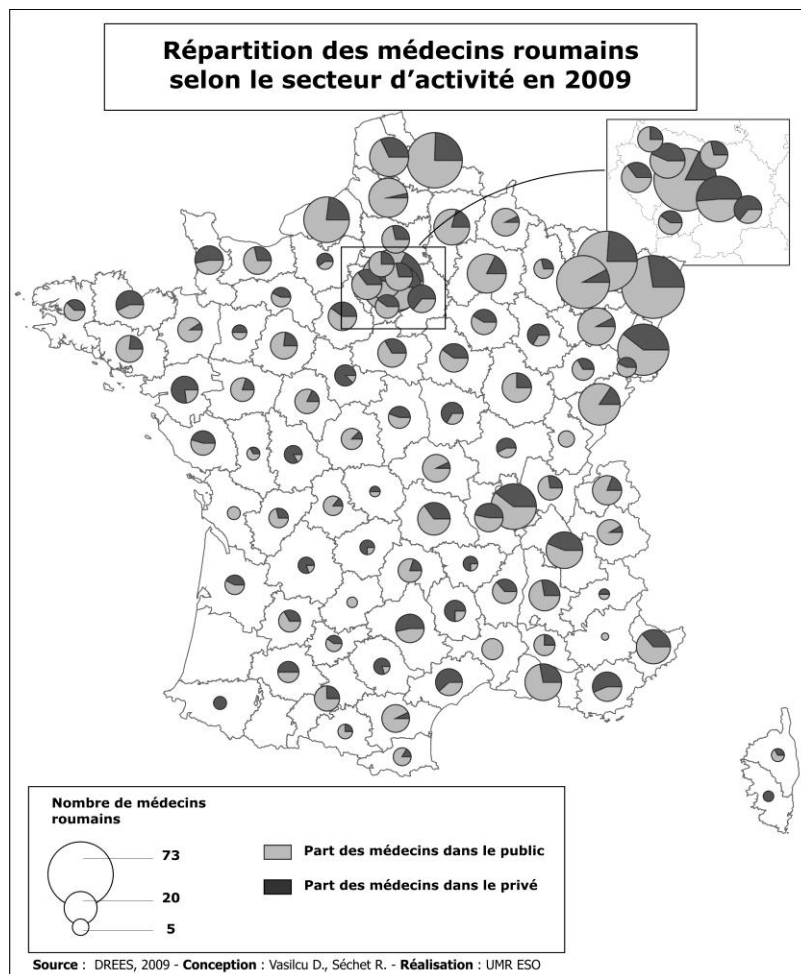 Répartition des médecins roumains
selon le secteur d’activité en 2009
Nombre de médecins
roumains
73
20
5
Part des médecins dans le public
Part des médecins dans le privé
Source : DREES, 2009 - Conception : Vasilcu D., Séchet R. - Réalisation : UMR ESO